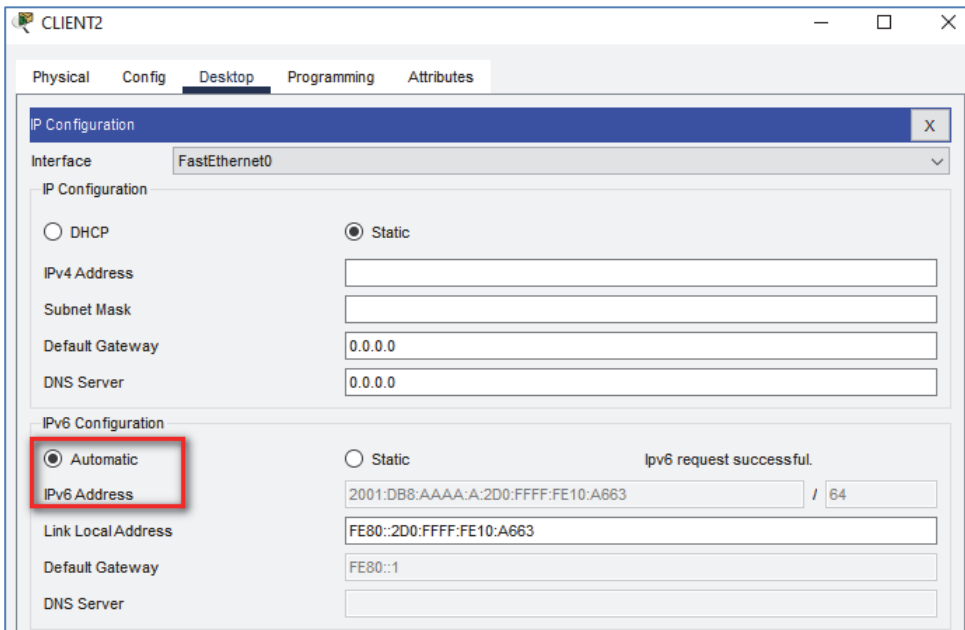 CLIENT2
Physical Config Desktop Programming Attributes
IP Configuration X
Interface FastEthernet0
IP Configuration
DHCP Static
IPv4 Address
Subnet Mask
Default Gateway 0.0.0.0
DNS Server 0.0.0.0
IPv6 Configuration
Automatic Static Ipv6 request successful.
IPv6 Address 2001:DB8:AAAA:A:2D0:FFFF:FE10:A663 / 64
Link Local Address FE80::2D0:FFFF:FE10:A663
Default Gateway FE80::1
DNS Server